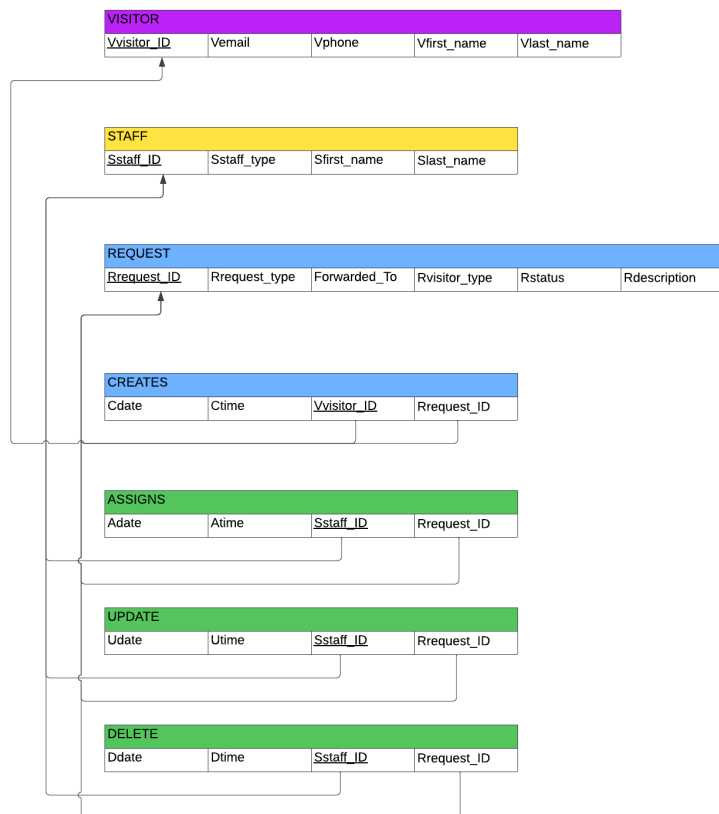 VISITOR
Vvisitor_ID Vemail Vphone Vfirst_name Vlast_name
STAFF
Sstaff_ID Sstaff_type Sfirst_name Slast_name
REQUEST
Rrequest_ID Rrequest_type Forwarded_To Rvisitor_type Rstatus Rdescription
CREATES
Cdate Ctime Vvisitor_ID Rrequest_ID
ASSIGNS
Adate Atime Sstaff_ID Rrequest_ID
UPDATE
Udate Utime Sstaff_ID Rrequest_ID
DELETE
Ddate Dtime Sstaff_ID Rrequest_ID